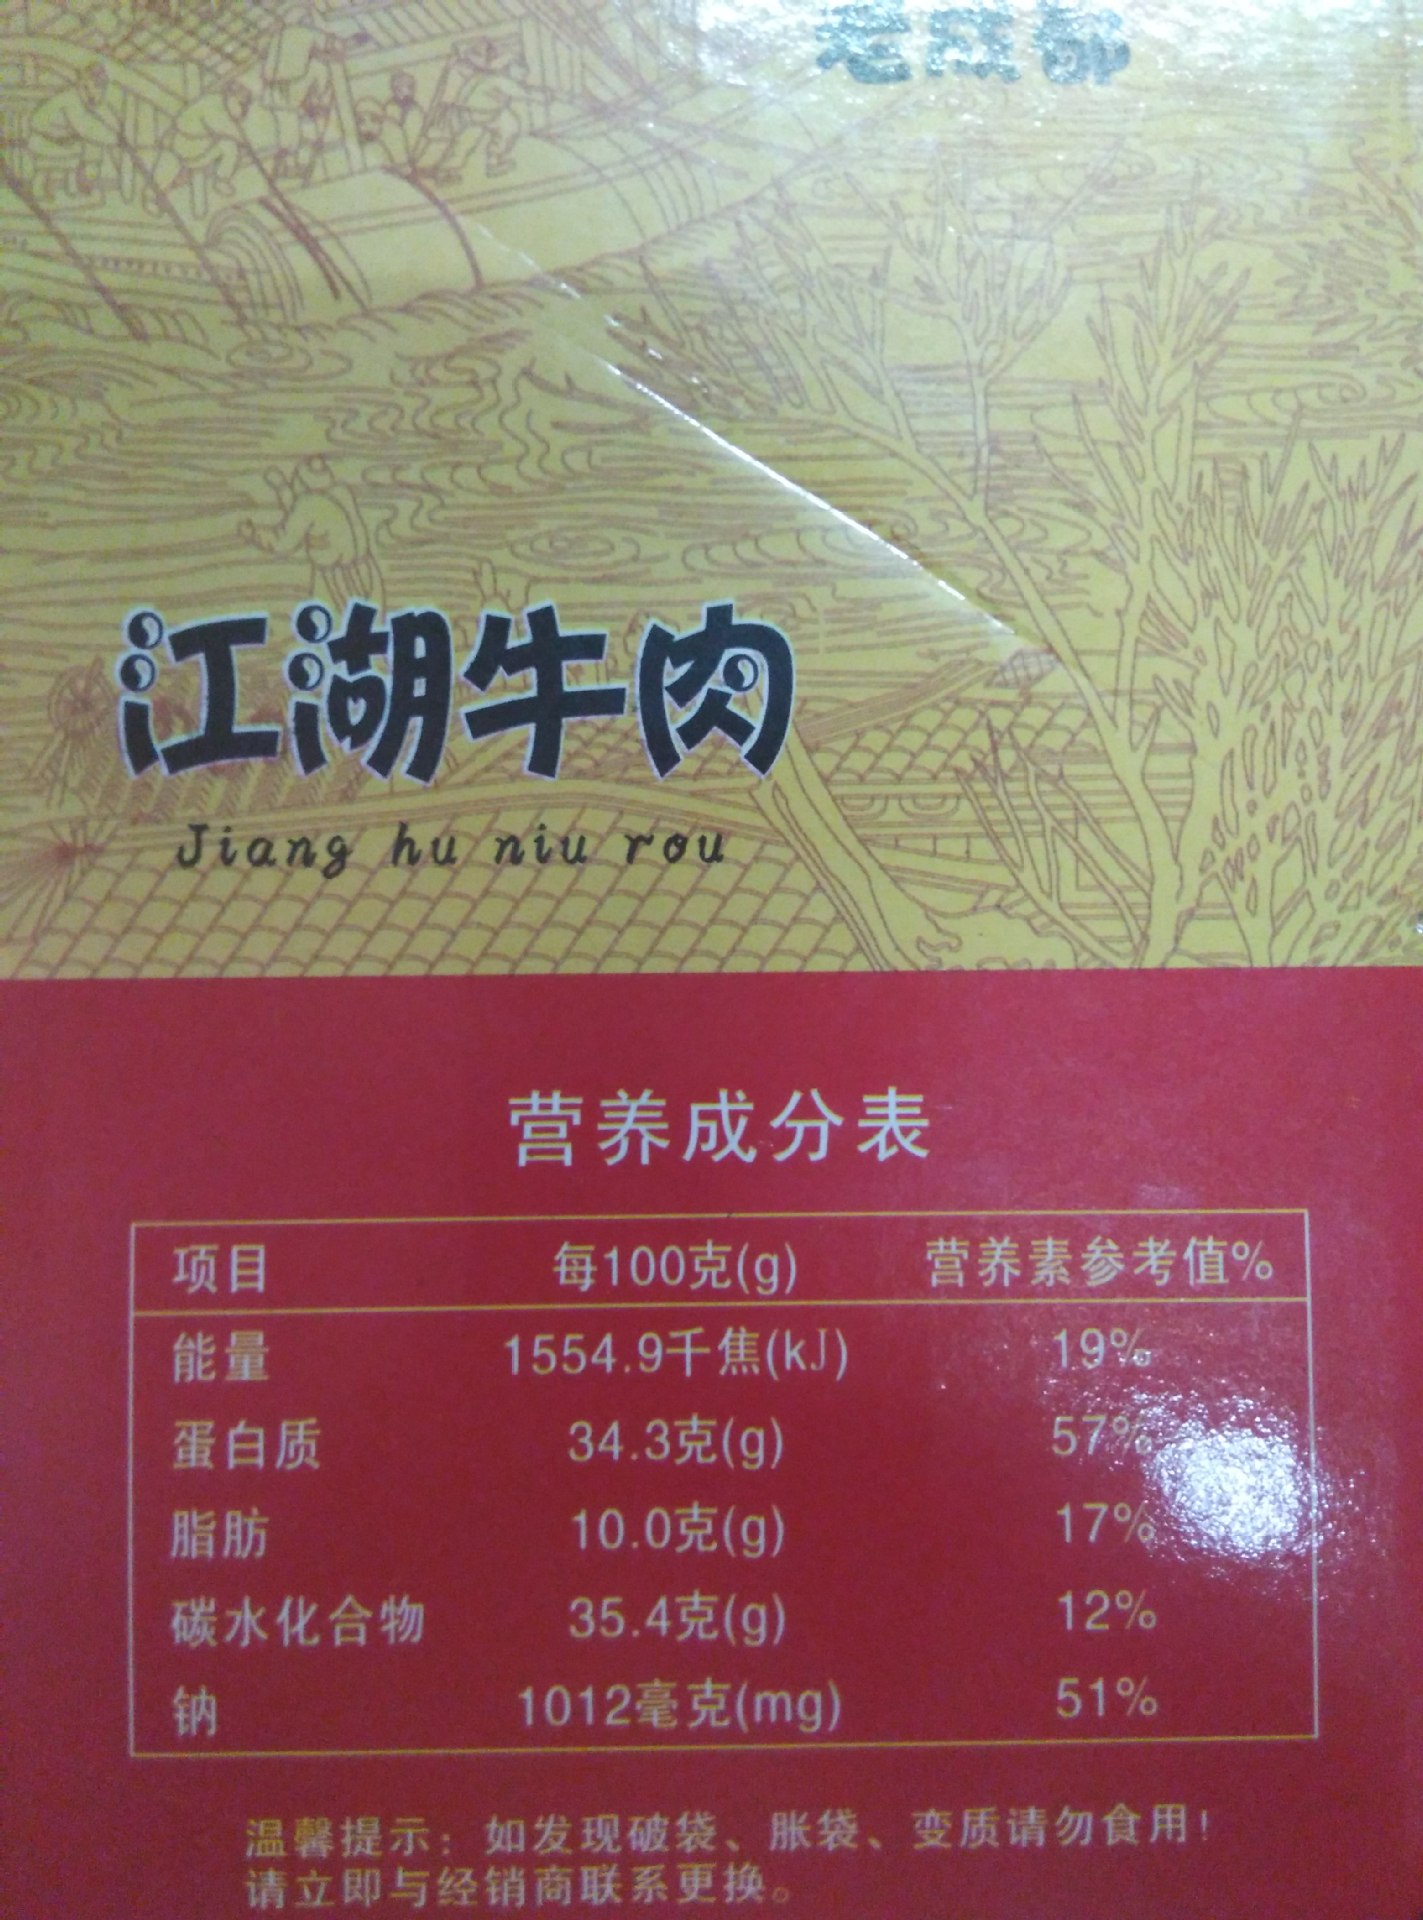 老成都
江湖牛肉
Jiang hu niu rou
营养成分表
项目 每100克(g) 营养素参考值%
能量 1554.9千焦(kJ) 19%
蛋白质 34.3克(g) 57%
脂肪 10.0克(g) 17%
碳水化合物 35.4克(g) 12%
钠 1012毫克(mg) 51%
温馨提示：如发现破袋、胀袋、变质请勿食用！
请立即与经销商联系更换。